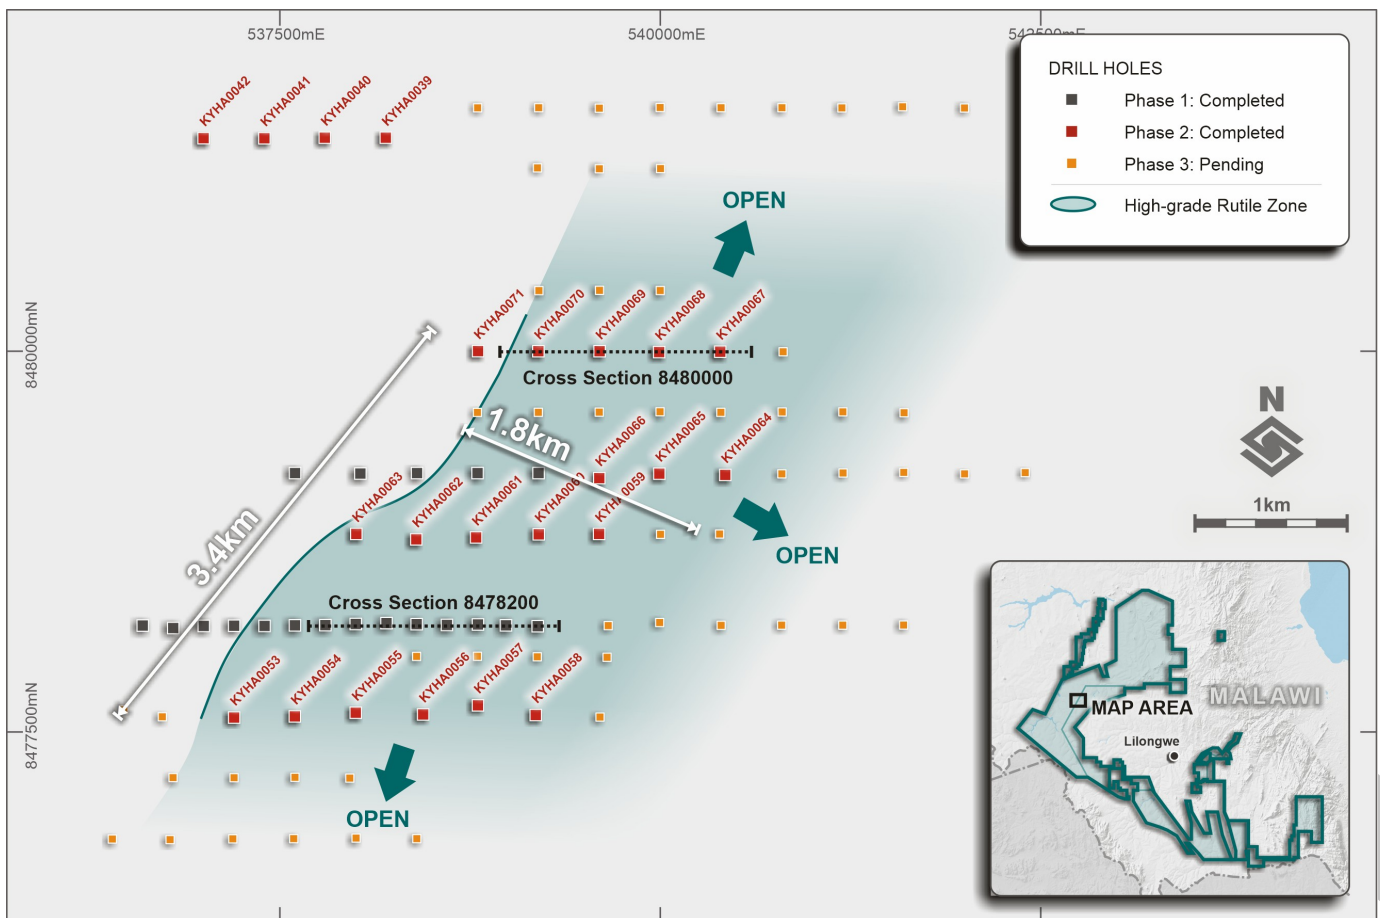 537500mE
540000mE
KYHA0042
KYHA0041
KYHA0040
KYHA0039
DRILL HOLES
Phase 1: Completed
Phase 2: Completed
Phase 3: Pending
High-grade Rutile Zone
OPEN
8480000mN
KYHA0071
KYHA0070
KYHA0069
KYHA0068
KYHA0067
Cross Section 8480000
1.8km
KYHA0066
KYHA0065
KYHA0064
N
KYHA0063
KYHA0062
KYHA0061
KYHA0059
1km
3.4km
OPEN
Cross Section 8478200
KYHA0053
KYHA0054
KYHA0055
KYHA0056
KYHA0057
KYHA0058
8477500mN
OPEN
MALAWI
MAP AREA
Lilongwe